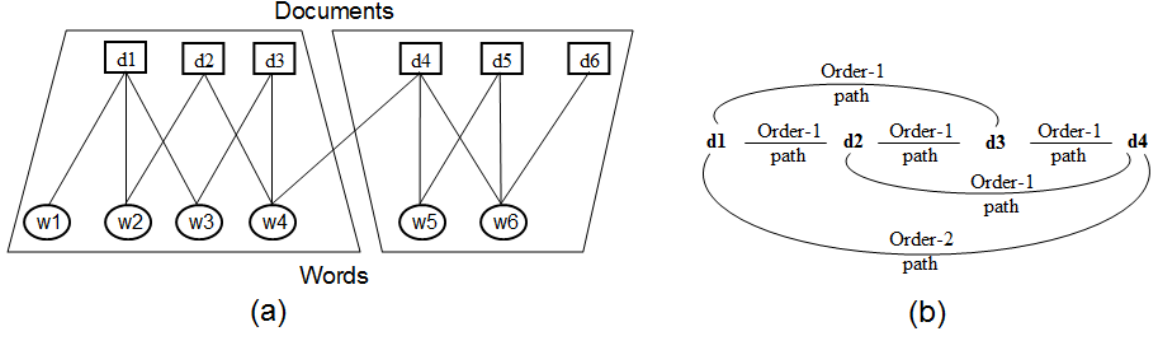 Documents
d1 d2 d3 d4 d5 d6
w1 w2 w3 w4 w5 w6
Words
(a)
Order-1
path
d1 Order-1 d2 Order-1 d3 Order-1 d4
path path path
Order-1
path
Order-2
path
(b)